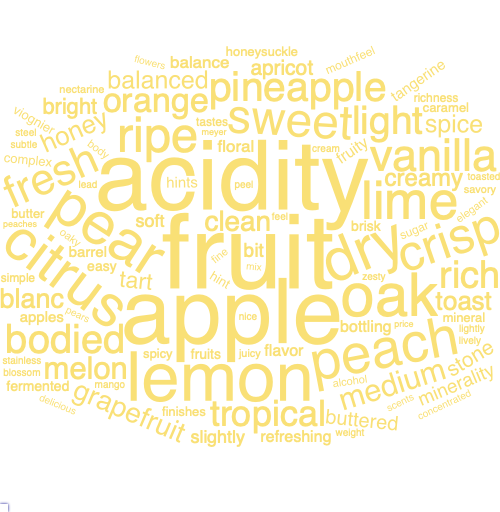 honeysuckle
flowers balance mouthfeel
apricot tangerine
nectarine balanced pineapple richness
bright orange caramel
viognier honey tastes sweet light spice
steel ripe meyer
subtle body floral cream fruity vanilla
complex fresh acidity creamy toasted
lead hints peel lime savory
butter pear soft clean feel elegant
peaches fruit brisk sugar crisp
oaky barrel bit fine dry
citrus easy mix zesty rich
simple tart hint oak
blanc apple toast
apples pears nice mineral
bodied bottling price lightly
spicy fruits juicy flavor peach lively
stainless melon lemon stone
blossom medium minerality
fermented mango alcohol
delicious grapefruit finishes tropical buttered scents concentrated
slightly refreshing weight